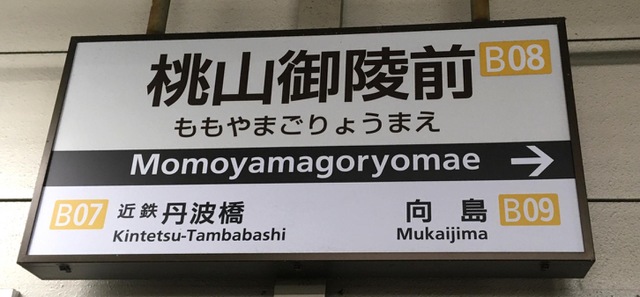 桃山御陵前 B08
ももやまごりょうまえ
Momoyamagoryomae →
B07 近鉄丹波橋 向島 B09
Kintetsu-Tambabashi Mukaijima